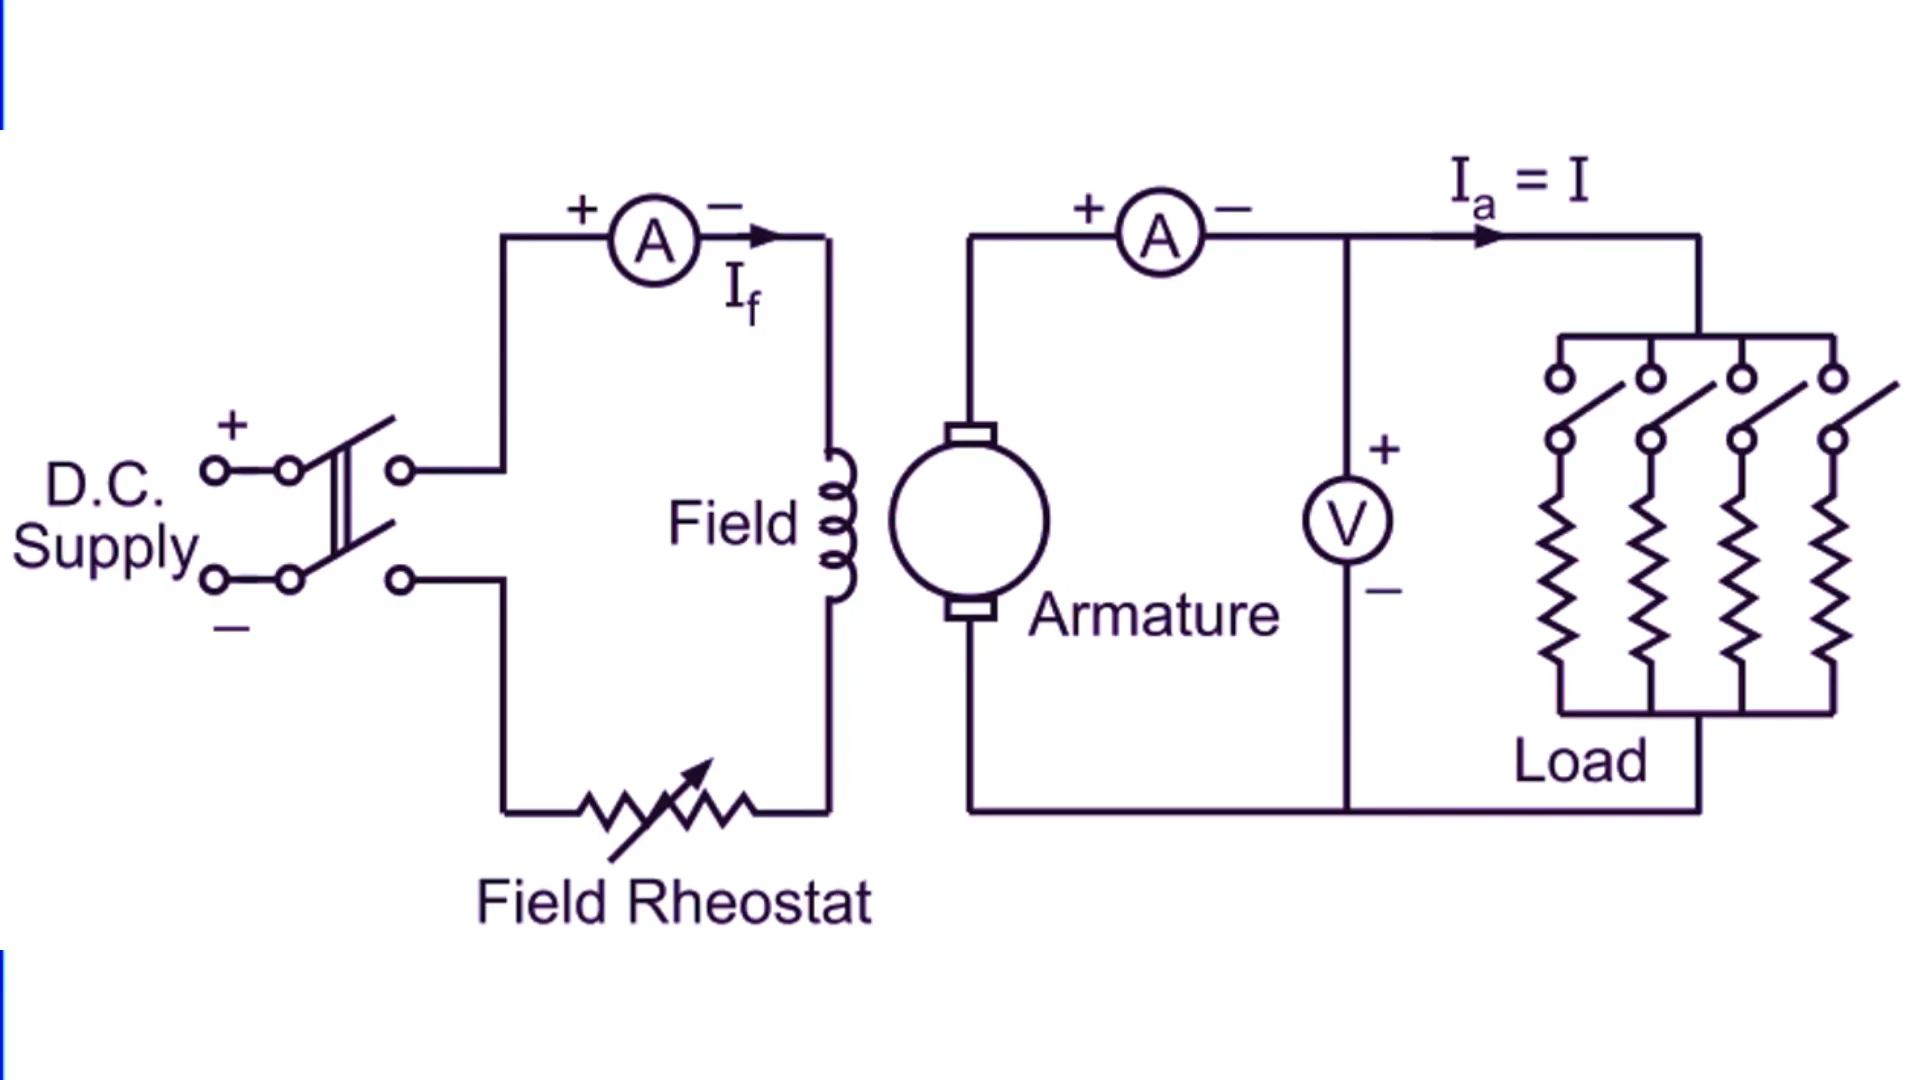 I_a = I
+ A –
I_f
+ A –
+
D.C.
Supply
–
Field
Armature
+
V
–
Load
Field Rheostat